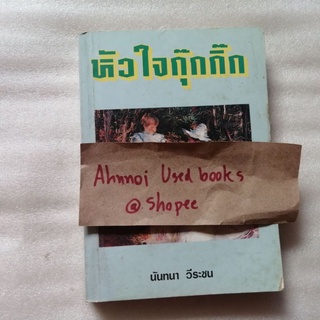 หัวใจกุ๊กกิ๊ก
Ahnnoi Used books
@ Shopee
นันทนา วีระชน